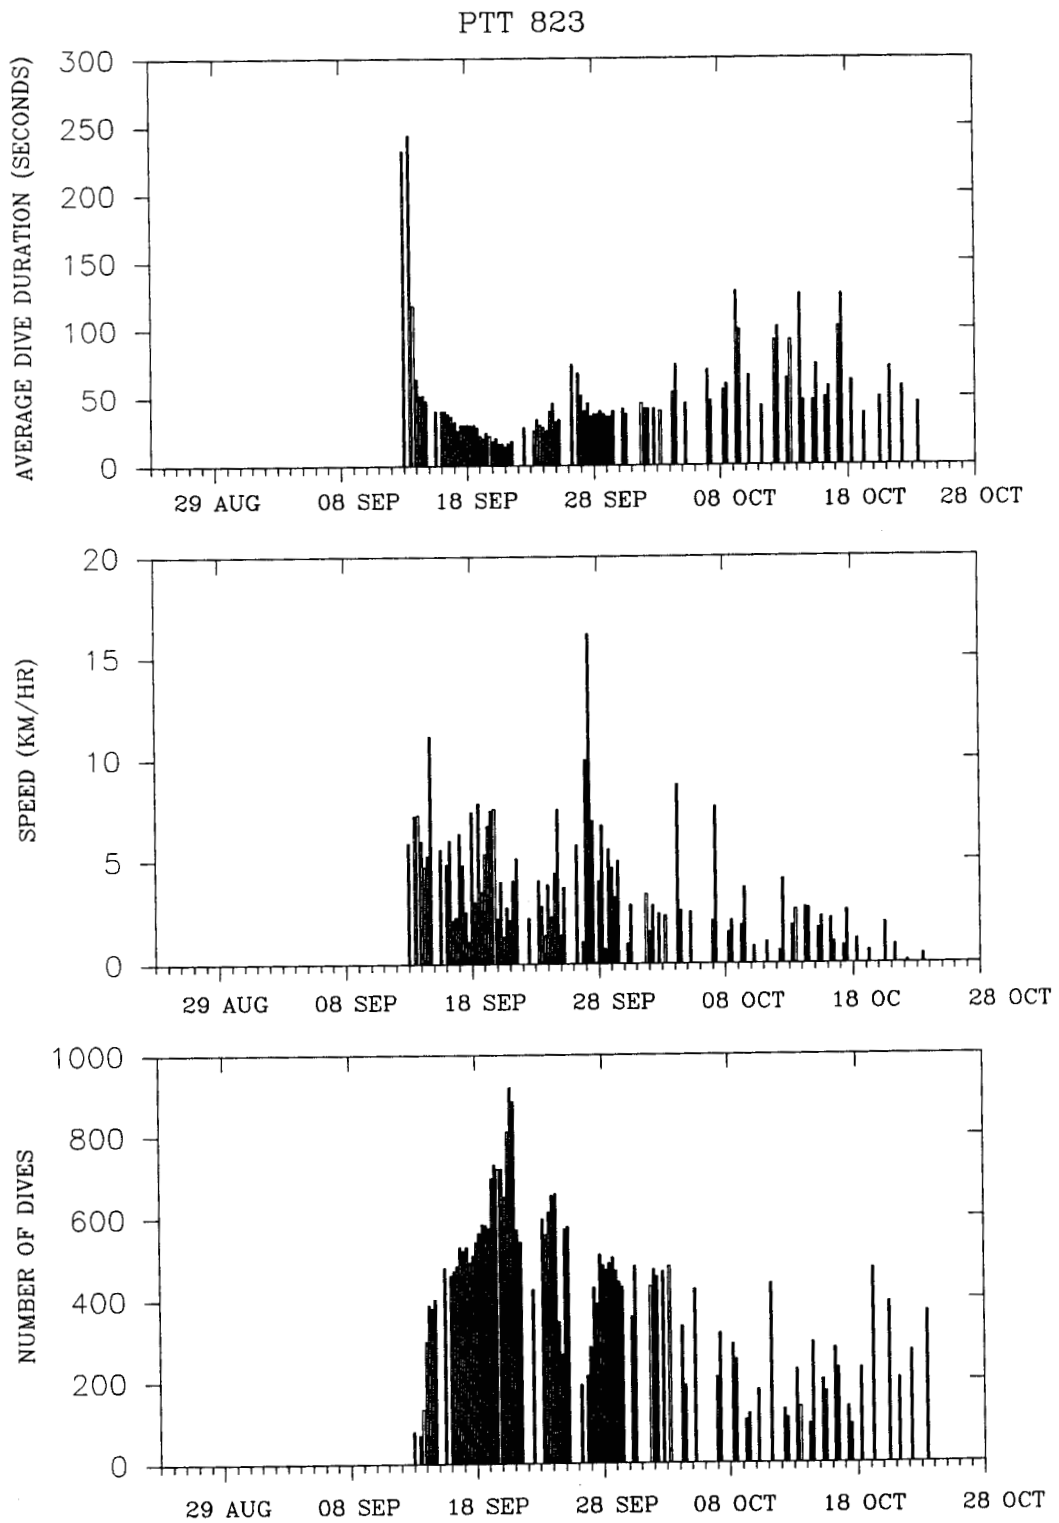 PTT 823
AVERAGE DIVE DURATION (SECONDS)
300
250
200
150
100
50
0
29 AUG 08 SEP 18 SEP 28 SEP 08 OCT 18 OCT 28 OCT
SPEED (KM/HR)
20
15
10
5
0
29 AUG 08 SEP 18 SEP 28 SEP 08 OCT 18 OC 28 OCT
NUMBER OF DIVES
1000
800
600
400
200
0
29 AUG 08 SEP 18 SEP 28 SEP 08 OCT 18 OCT 28 OCT